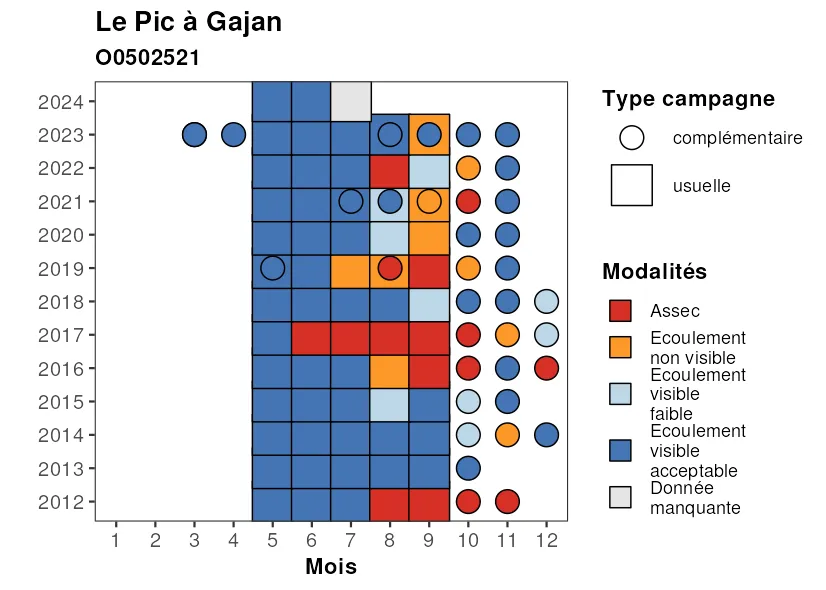 Le Pic à Gajan
O0502521
2024
2023
2022
2021
2020
2019
2018
2017
2016
2015
2014
2013
2012
1 2 3 4 5 6 7 8 9 10 11 12
Mois
Type campagne
complémentaire
usuelle
Modalités
Assec
Ecoulement
non visible
Ecoulement
visible
faible
Ecoulement
visible
acceptable
Donnée
manquante